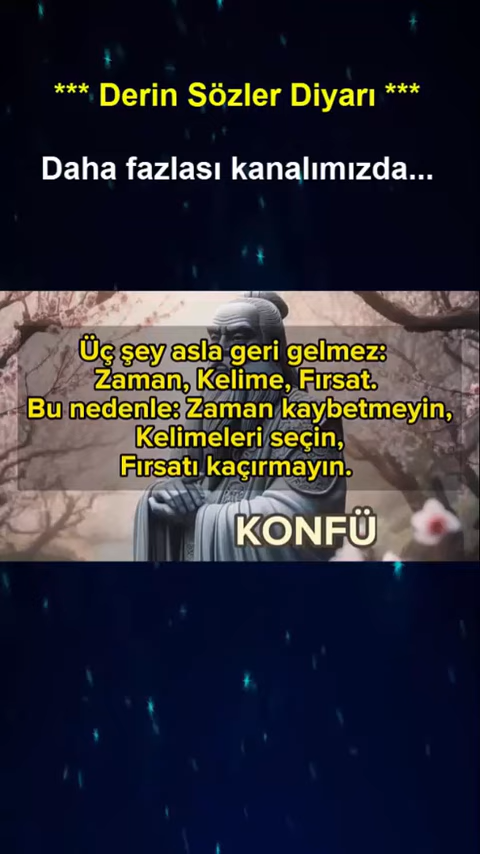 *** Derin Sözler Diyarı ***
Daha fazlası kanalımızda...
Üç şey asla geri gelmez:
Zaman, Kelime, Fırsat.
Bu nedenle: Zaman kaybetmeyin,
Kelimeleri seçin,
Fırsatı kaçırmayın.
KONFÜ